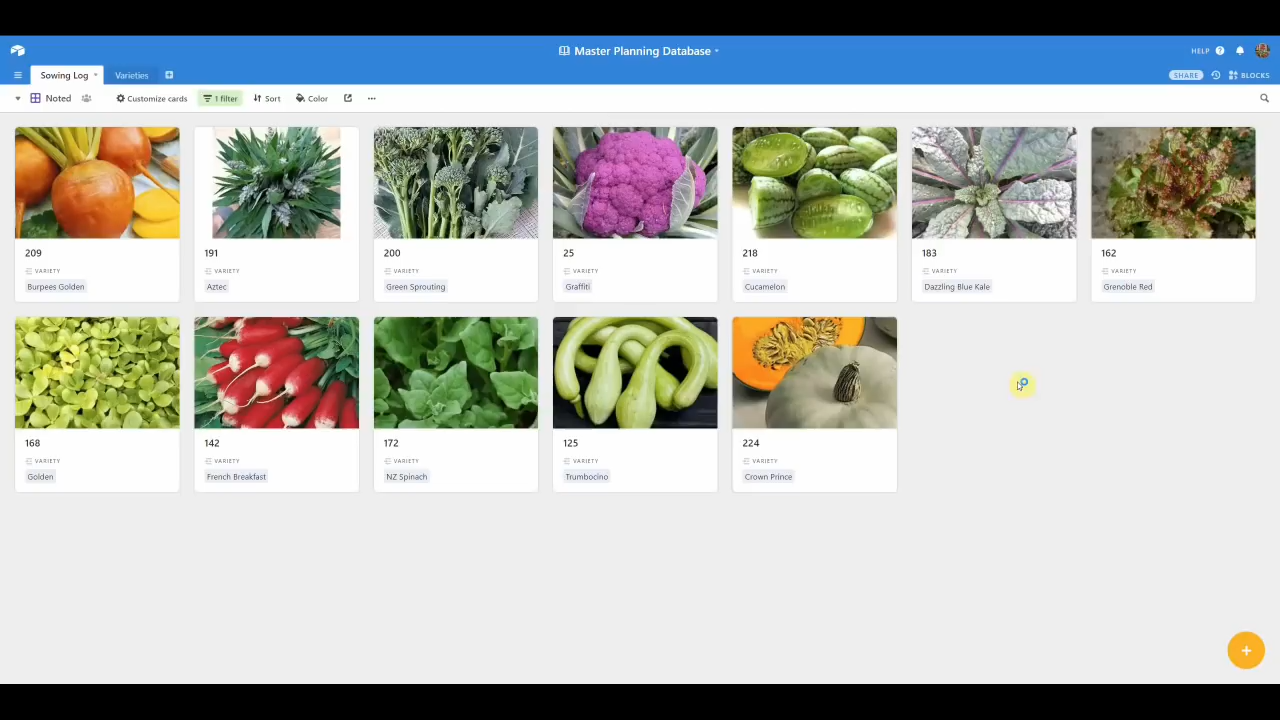 Master Planning Database
HELP
Sowing Log
Varieties
SHARE
BLOCKS
Noted
Customize cards
1 filter
Sort
Color
209
VARIETY
Burpees Golden
191
VARIETY
Aztec
200
VARIETY
Green Sprouting
25
VARIETY
Graffiti
218
VARIETY
Cucamelon
183
VARIETY
Dazzling Blue Kale
162
VARIETY
Grenoble Red
168
VARIETY
Golden
142
VARIETY
French Breakfast
172
VARIETY
NZ Spinach
125
VARIETY
Trumbocino
224
VARIETY
Crown Prince